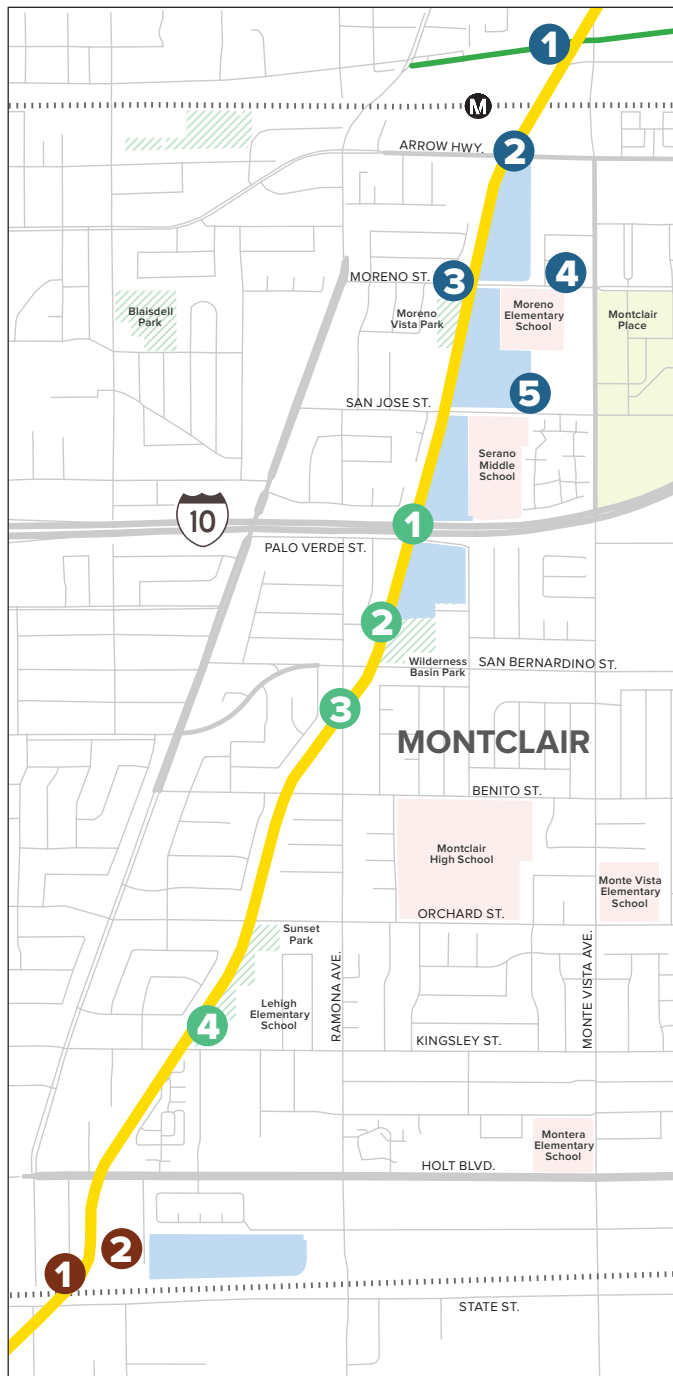 1
M
2
ARROW HWY.
MORENO ST.
3
4
Blaisdell
Park
Moreno
Vista Park
Moreno
Elementary
School
Montclair
Place
SAN JOSE ST.
5
Serano
Middle
School
10
1
PALO VERDE ST.
2
Wilderness
Basin Park
SAN BERNARDINO ST.
3
MONTCLAIR
BENITO ST.
Montclair
High School
Monte Vista
Elementary
School
ORCHARD ST.
Sunset
Park
RAMONA AVE.
MONTE VISTA AVE.
Lehigh
Elementary
School
4
KINGSLEY ST.
Montera
Elementary
School
HOLT BLVD.
2
1
STATE ST.